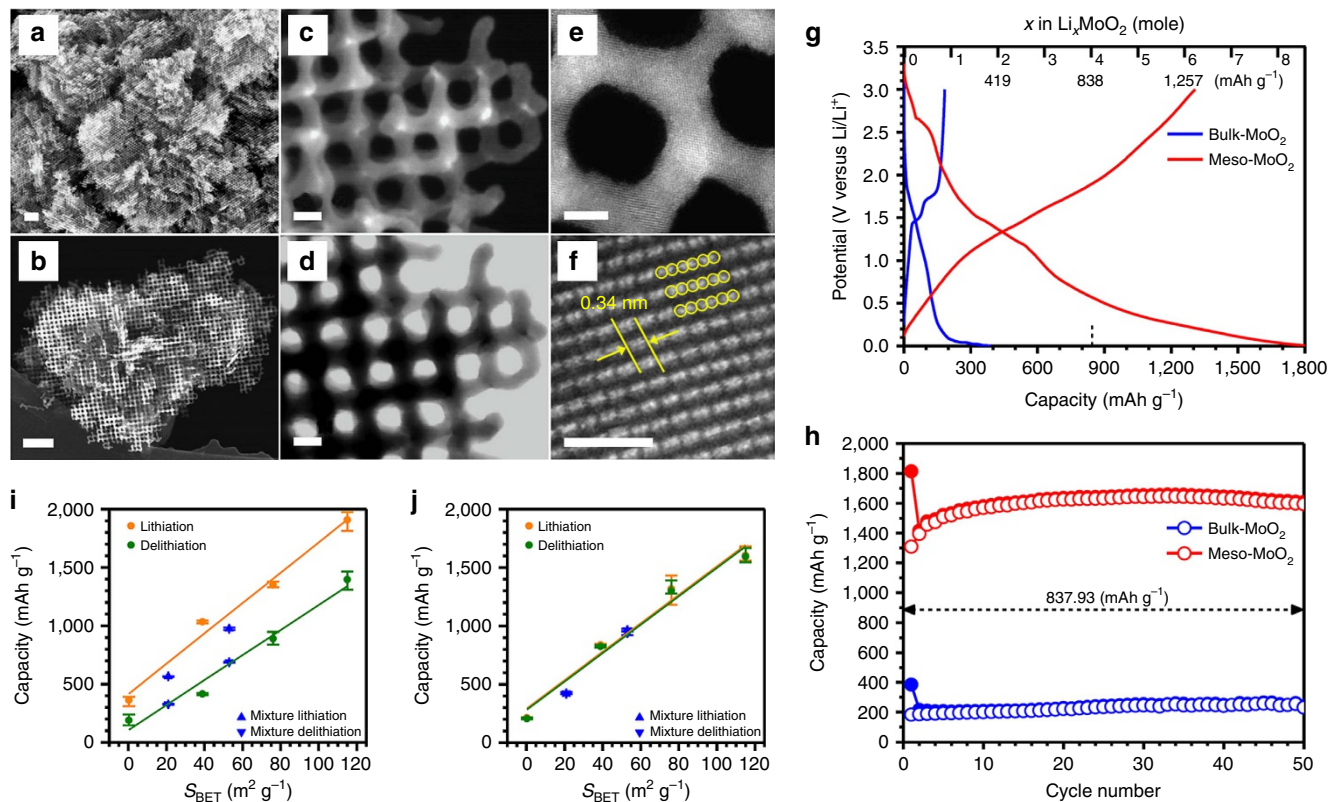 a
b
c
d
e
f
0.34 nm
g
x in LiₓMoO₂ (mole)
0 1 2 3 4 5 6 7 8
419 838 1,257 (mAh g⁻¹)
3.5
3.0
2.5
2.0
1.5
1.0
0.5
0.0
Potential (V versus Li/Li⁺)
Bulk-MoO₂
Meso-MoO₂
0 300 600 900 1,200 1,500 1,800
Capacity (mAh g⁻¹)
h
2,000
1,800
1,600
1,400
1,200
1,000
800
600
400
200
0
Capacity (mAh g⁻¹)
Bulk-MoO₂
Meso-MoO₂
837.93 (mAh g⁻¹)
0 10 20 30 40 50
Cycle number
i
2,000
1,500
1,000
500
0
Capacity (mAh g⁻¹)
Lithiation
Delithiation
Mixture lithiation
Mixture delithiation
0 20 40 60 80 100 120
S_BET (m² g⁻¹)
j
2,000
1,500
1,000
500
0
Capacity (mAh g⁻¹)
Lithiation
Delithiation
Mixture lithiation
Mixture delithiation
0 20 40 60 80 100 120
S_BET (m² g⁻¹)